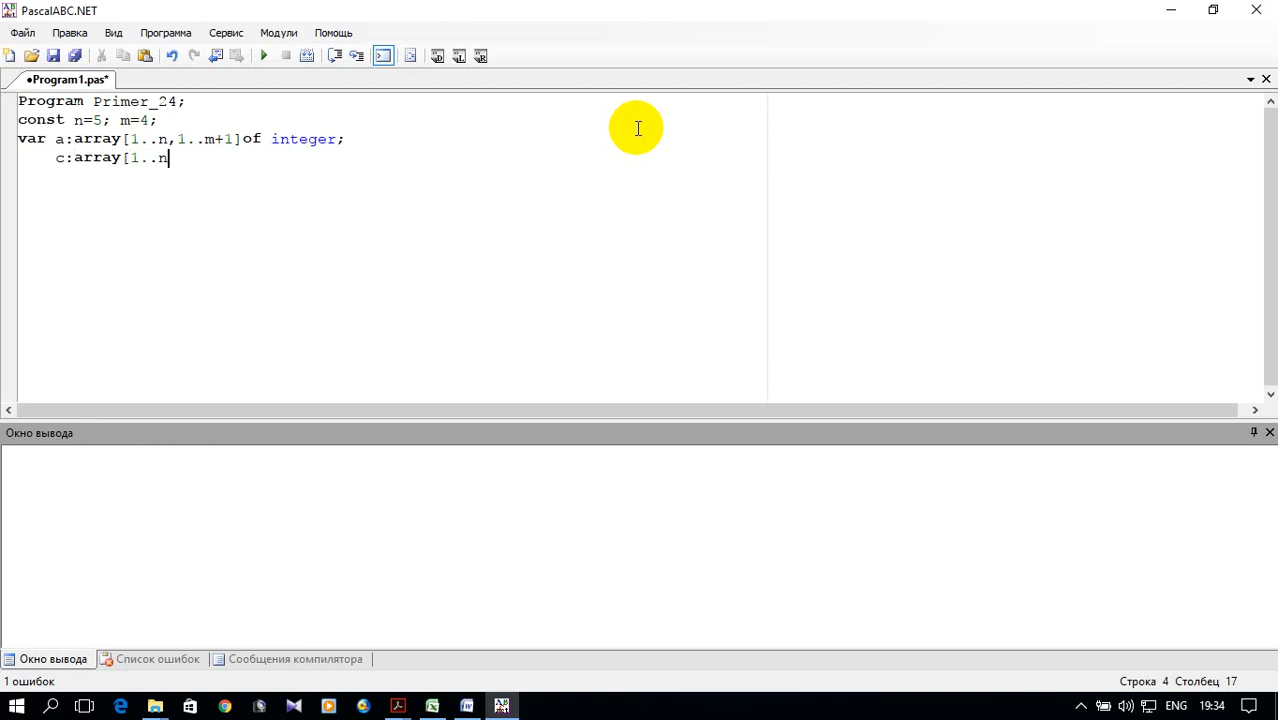 PascalABC.NET
Файл Правка Вид Программа Сервис Модули Помощь
•Program1.pas*
Program Primer_24;
const n=5; m=4;
var a:array[1..n,1..m+1]of integer;
c:array[1..n
Окно вывода
Окно вывода Список ошибок Сообщения компилятора
1 ошибок Строка 4 Столбец 17
ENG 19:34